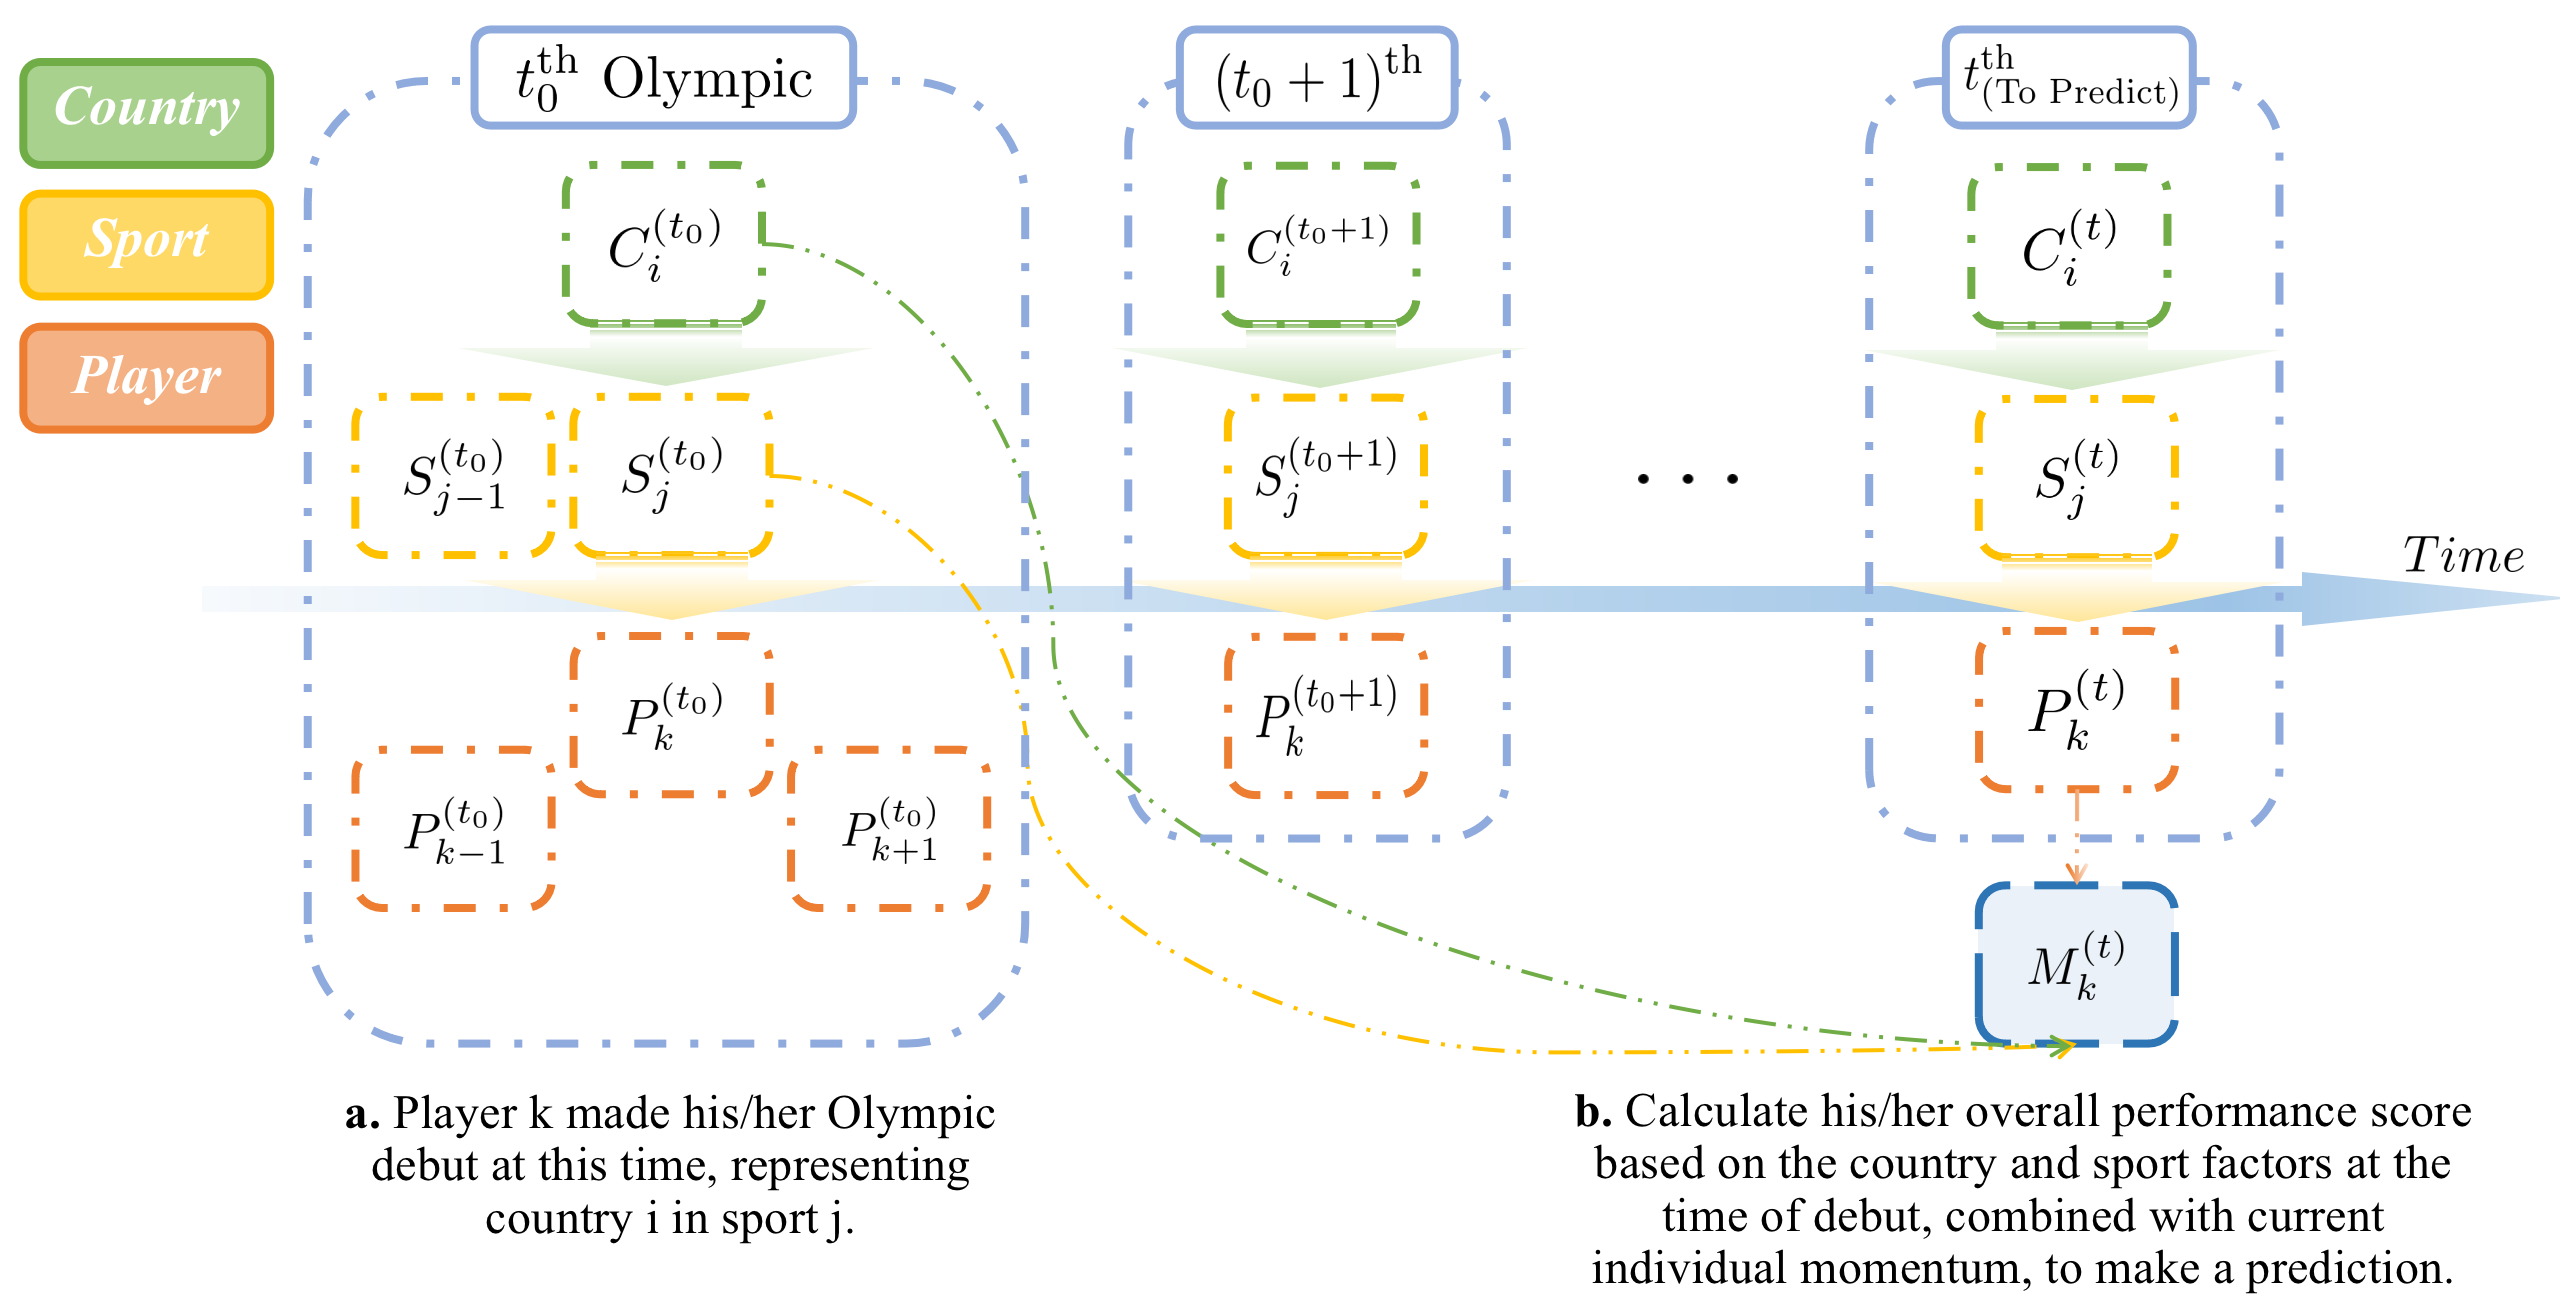 Country
Sport
Player
$t_0^{\text{th}}$ Olympic
$(t_0+1)^{\text{th}}$
$t_{(\text{To Predict})}^{\text{th}}$
$C_i^{(t_0)}$
$C_i^{(t_0+1)}$
$C_i^{(t)}$
$S_{j-1}^{(t_0)}$
$S_j^{(t_0)}$
$S_j^{(t_0+1)}$
...
$S_j^{(t)}$
Time
$P_k^{(t_0)}$
$P_k^{(t_0+1)}$
$P_k^{(t)}$
$P_{k-1}^{(t_0)}$
$P_{k+1}^{(t_0)}$
$M_k^{(t)}$
a. Player k made his/her Olympic
debut at this time, representing
country i in sport j.
b. Calculate his/her overall performance score
based on the country and sport factors at the
time of debut, combined with current
individual momentum, to make a prediction.